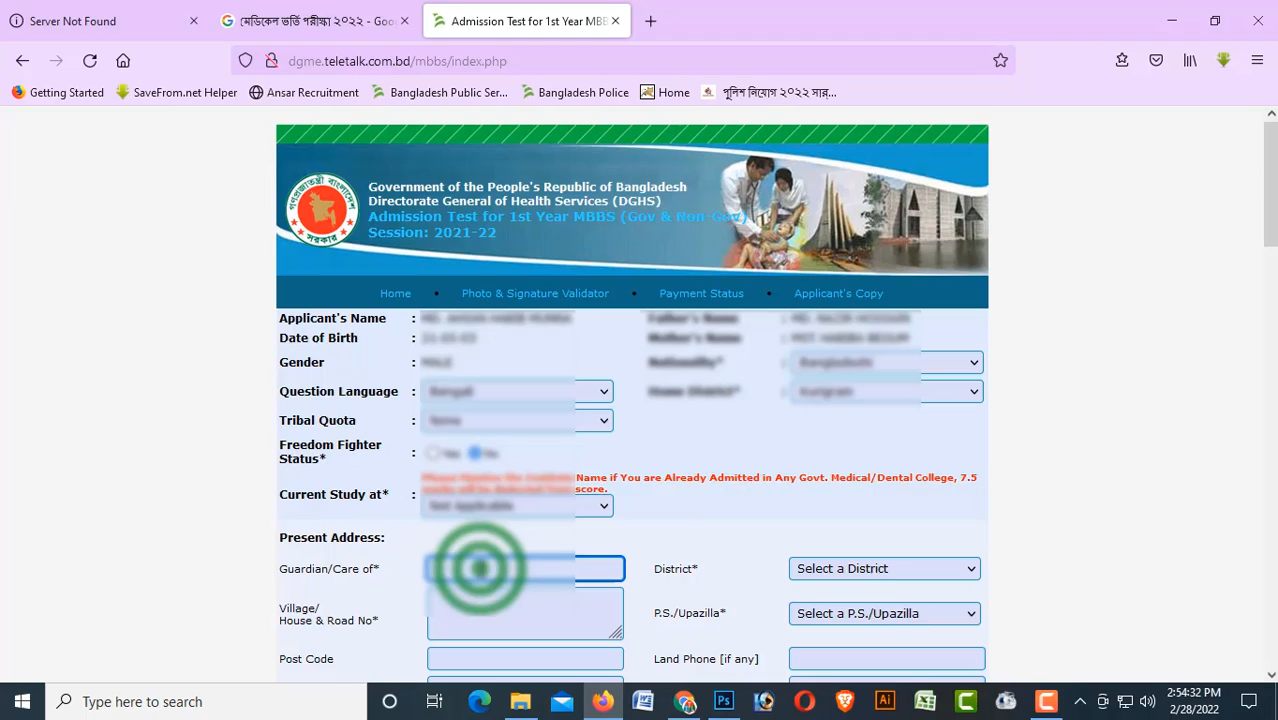 Server Not Found
মেডিকেল ভর্তি পরীক্ষা ২০২২ - Goo
Admission Test for 1st Year MBB
dgme.teletalk.com.bd/mbbs/index.php
Getting Started
SaveFrom.net Helper
Ansar Recruitment
Bangladesh Public Ser...
Bangladesh Police
Home
পুলিশ নিয়োগ ২০২২ সার্...
গণপ্রজাতন্ত্রী বাংলাদেশ
সরকার
Government of the People's Republic of Bangladesh
Directorate General of Health Services (DGHS)
Admission Test for 1st Year MBBS (Gov & Non-Gov)
Session: 2021-22
Home • Photo & Signature Validator • Payment Status • Applicant's Copy
Applicant's Name :
Date of Birth :
Gender :
Question Language :
Tribal Quota :
Freedom Fighter
Status* :
Name if You are Already Admitted in Any Govt. Medical/Dental College, 7.5
score.
Current Study at* :
Present Address:
Guardian/Care of*
District* Select a District
Village/
House & Road No*
P.S./Upazilla* Select a P.S./Upazilla
Post Code
Land Phone [if any]
Type here to search
2:54:32 PM
2/28/2022